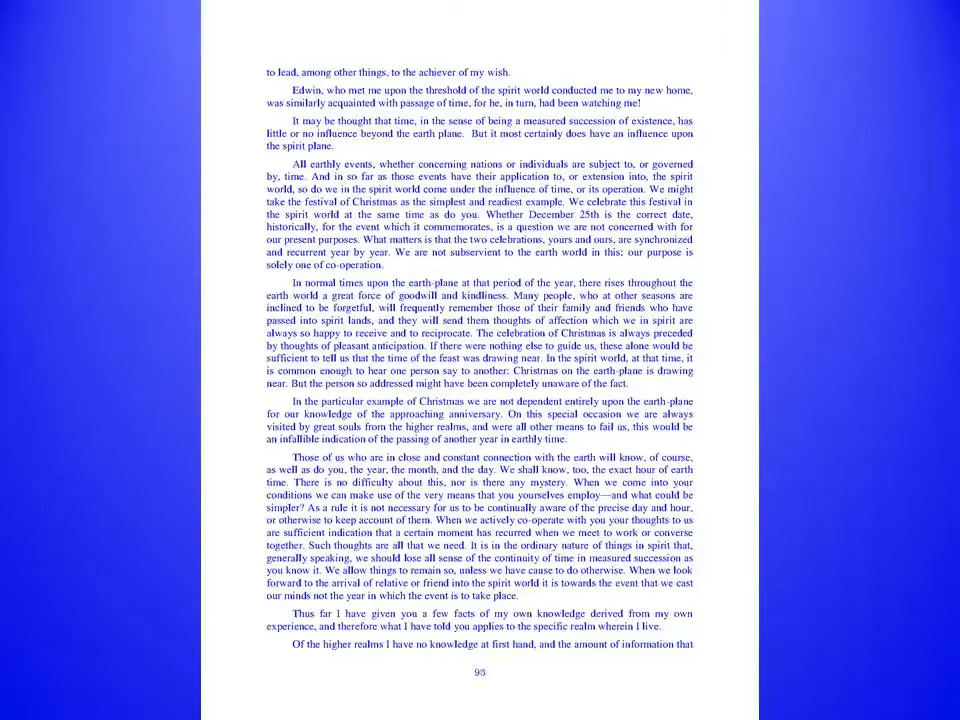 to lead, among other things, to the achiever of my wish.
Edwin, who met me upon the threshold of the spirit world conducted me to my new home,
was similarly acquainted with passage of time, for he, in turn, had been watching me!
It may be thought that time, in the sense of being a measured succession of existence, has
little or no influence beyond the earth plane.  But it most certainly does have an influence upon
the spirit plane.
All earthly events, whether concerning nations or individuals are subject to, or governed
by, time. And in so far as those events have their application to, or extension into, the spirit
world, so do we in the spirit world come under the influence of time, or its operation. We might
take the festival of Christmas as the simplest and readiest example. We celebrate this festival in
the spirit world at the same time as do you. Whether December 25th is the correct date,
historically, for the event which it commemorates, is a question we are not concerned with for
our present purposes. What matters is that the two celebrations, yours and ours, are synchronized
and recurrent year by year. We are not subservient to the earth world in this; our purpose is
solely one of co-operation.
In normal times upon the earth-plane at that period of the year, there rises throughout the
earth world a great force of goodwill and kindliness. Many people, who at other seasons are
inclined to be forgetful, will frequently remember those of their family and friends who have
passed into spirit lands, and they will send them thoughts of affection which we in spirit are
always so happy to receive and to reciprocate. The celebration of Christmas is always preceded
by thoughts of pleasant anticipation. If there were nothing else to guide us, these alone would be
sufficient to tell us that the time of the feast was drawing near. In the spirit world, at that time, it
is common enough to hear one person say to another: Christmas on the earth-plane is drawing
near. But the person so addressed might have been completely unaware of the fact.
In the particular example of Christmas we are not dependent entirely upon the earth-plane
for our knowledge of the approaching anniversary. On this special occasion we are always
visited by great souls from the higher realms, and were all other means to fail us, this would be
an infallible indication of the passing of another year in earthly time.
Those of us who are in close and constant connection with the earth will know, of course,
as well as do you, the year, the month, and the day. We shall know, too, the exact hour of earth
time. There is no difficulty about this, nor is there any mystery. When we come into your
conditions we can make use of the very means that you yourselves employ—and what could be
simpler? As a rule it is not necessary for us to be continually aware of the precise day and hour,
or otherwise to keep account of them. When we actively co-operate with you your thoughts to us
are sufficient indication that a certain moment has recurred when we meet to work or converse
together. Such thoughts are all that we need. It is in the ordinary nature of things in spirit that,
generally speaking, we should lose all sense of the continuity of time in measured succession as
you know it. We allow things to remain so, unless we have cause to do otherwise. When we look
forward to the arrival of relative or friend into the spirit world it is towards the event that we cast
our minds not the year in which the event is to take place.
Thus far I have given you a few facts of my own knowledge derived from my own
experience, and therefore what I have told you applies to the specific realm wherein I live.
Of the higher realms I have no knowledge at first hand, and the amount of information that
93